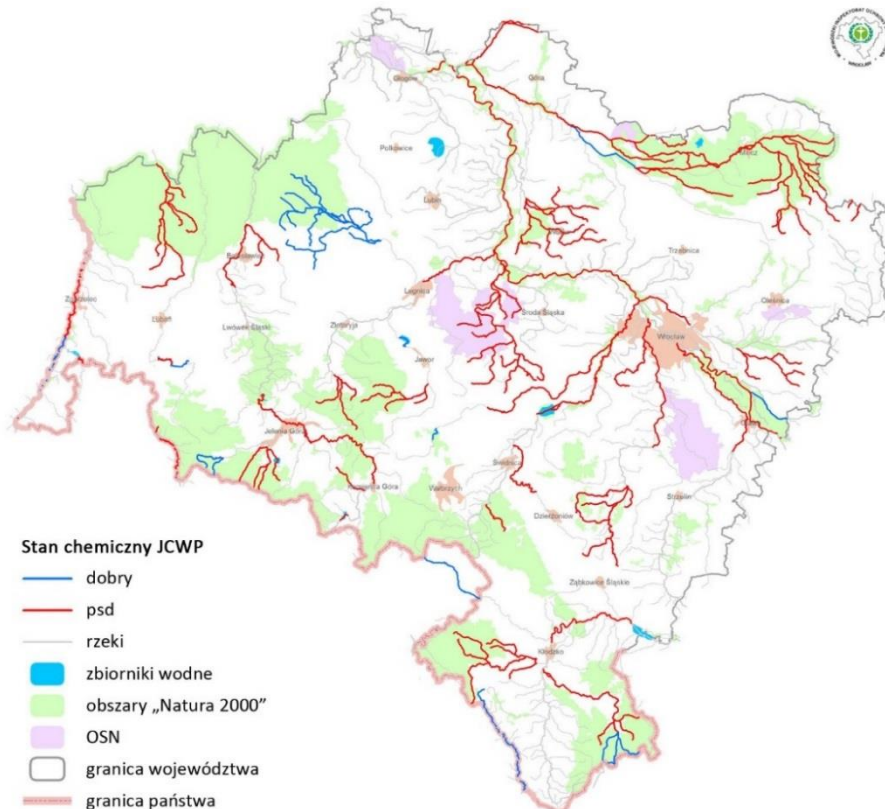 Głogów
Góra
Polkowice
Milicz
Lubin
Trzebnica
Legnica
Środa Śląska
Oleśnica
Zgorzelec
Lubań
Lwówek Śląski
Złotoryja
Wrocław
Jawor
Jelenia Góra
Kamienna Góra
Wałbrzych
Świdnica
Strzelin
Dzierżoniów
Ząbkowice Śląskie
Kłodzko
Stan chemiczny JCWP
dobry
psd
rzeki
zbiorniki wodne
obszary „Natura 2000”
OSN
granica województwa
granica państwa